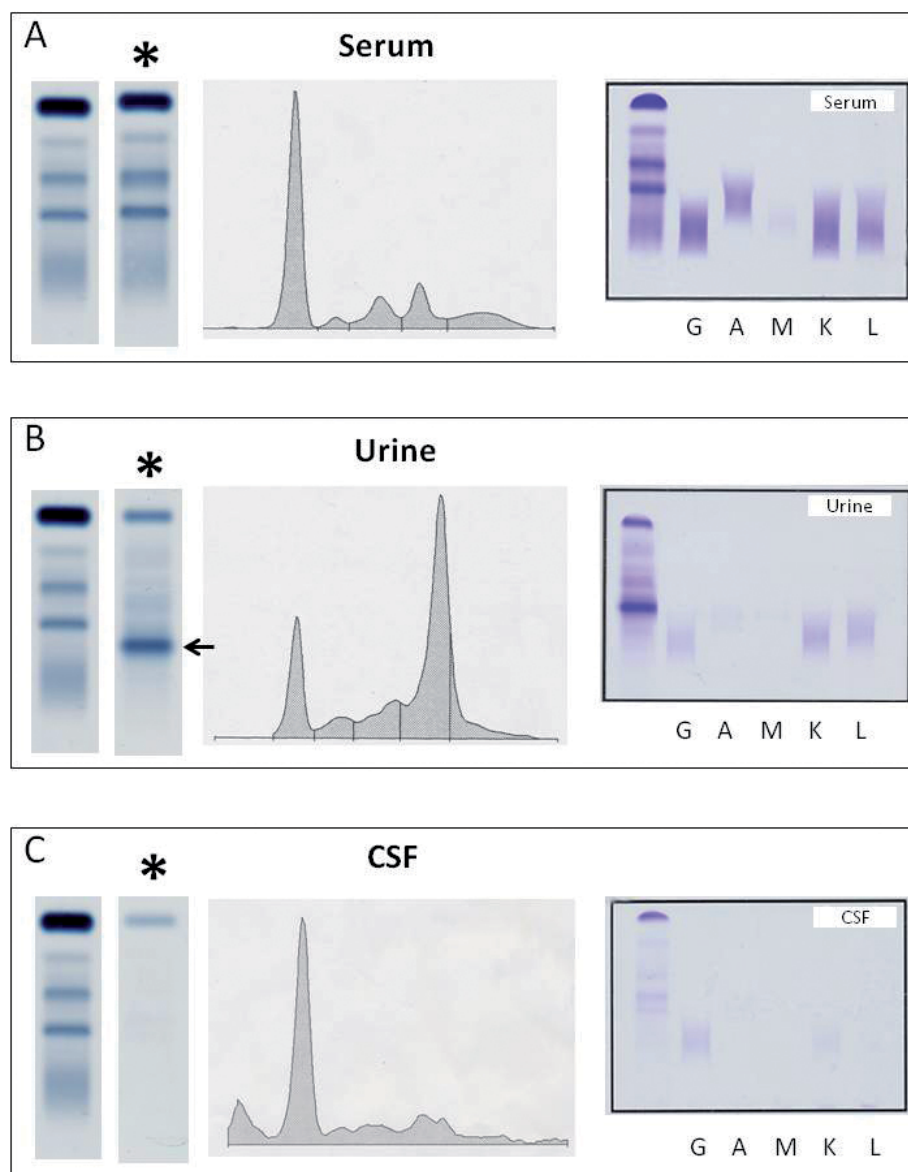 A
*
Serum
Serum
G A M K L
B
*
Urine
Urine
G A M K L
C
*
CSF
CSF
G A M K L